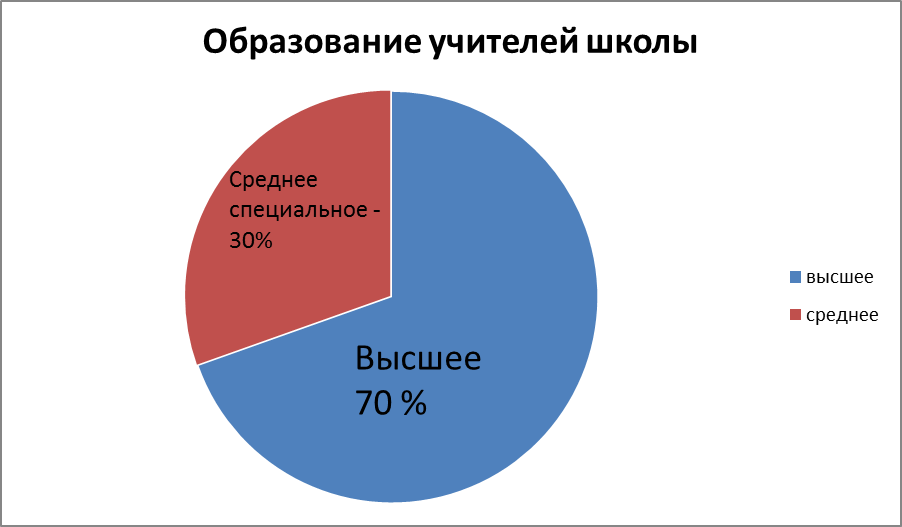 Образование учителей школы
Среднее
специальное -
30%
Высшее
70 %
высшее
среднее